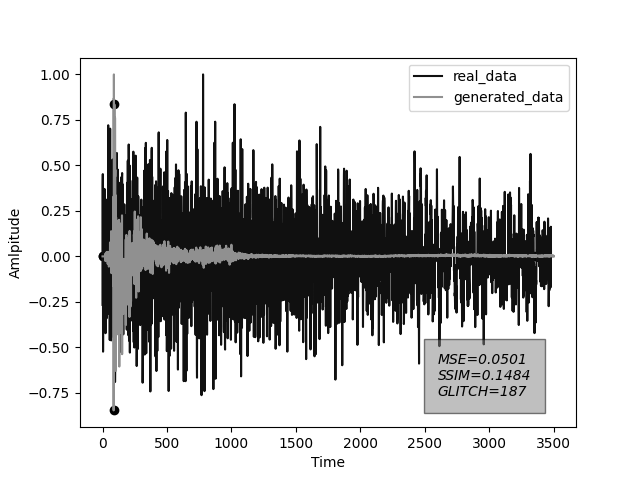 1.00
0.75
0.50
0.25
0.00
−0.25
−0.50
−0.75
Amlpitude
real_data
generated_data
MSE=0.0501
SSIM=0.1484
GLITCH=187
0 500 1000 1500 2000 2500 3000 3500
Time